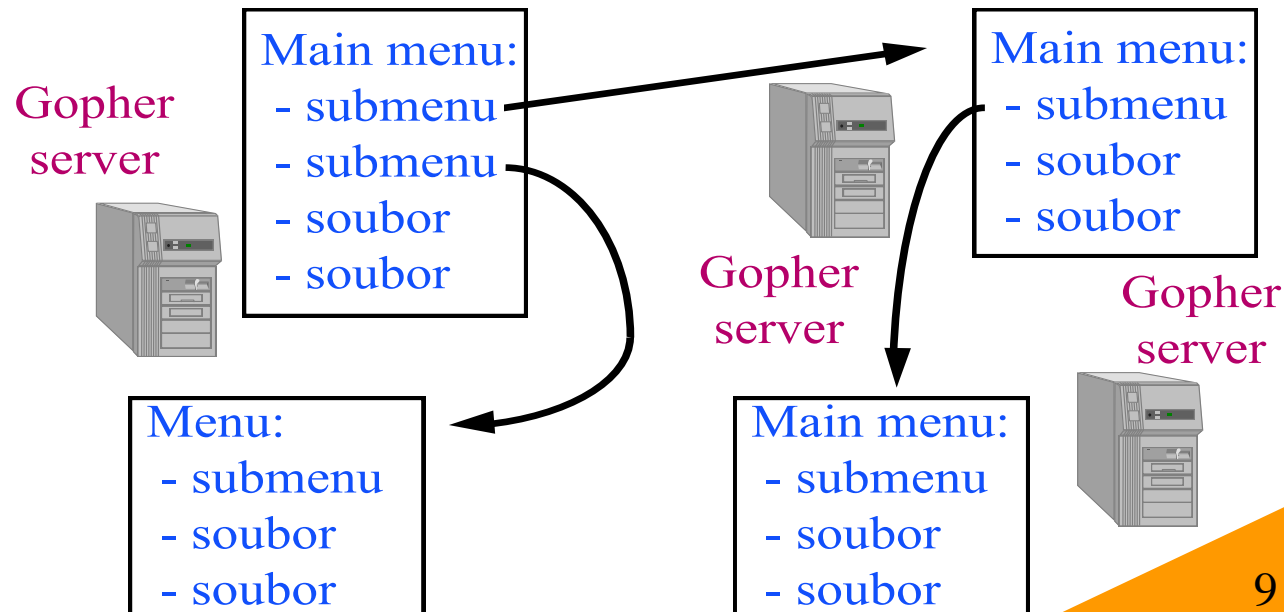 Gopher
server
Main menu:
- submenu
- submenu
- soubor
- soubor
Gopher
server
Main menu:
- submenu
- soubor
- soubor
Gopher
server
Menu:
- submenu
- soubor
- soubor
Main menu:
- submenu
- soubor
- soubor
9